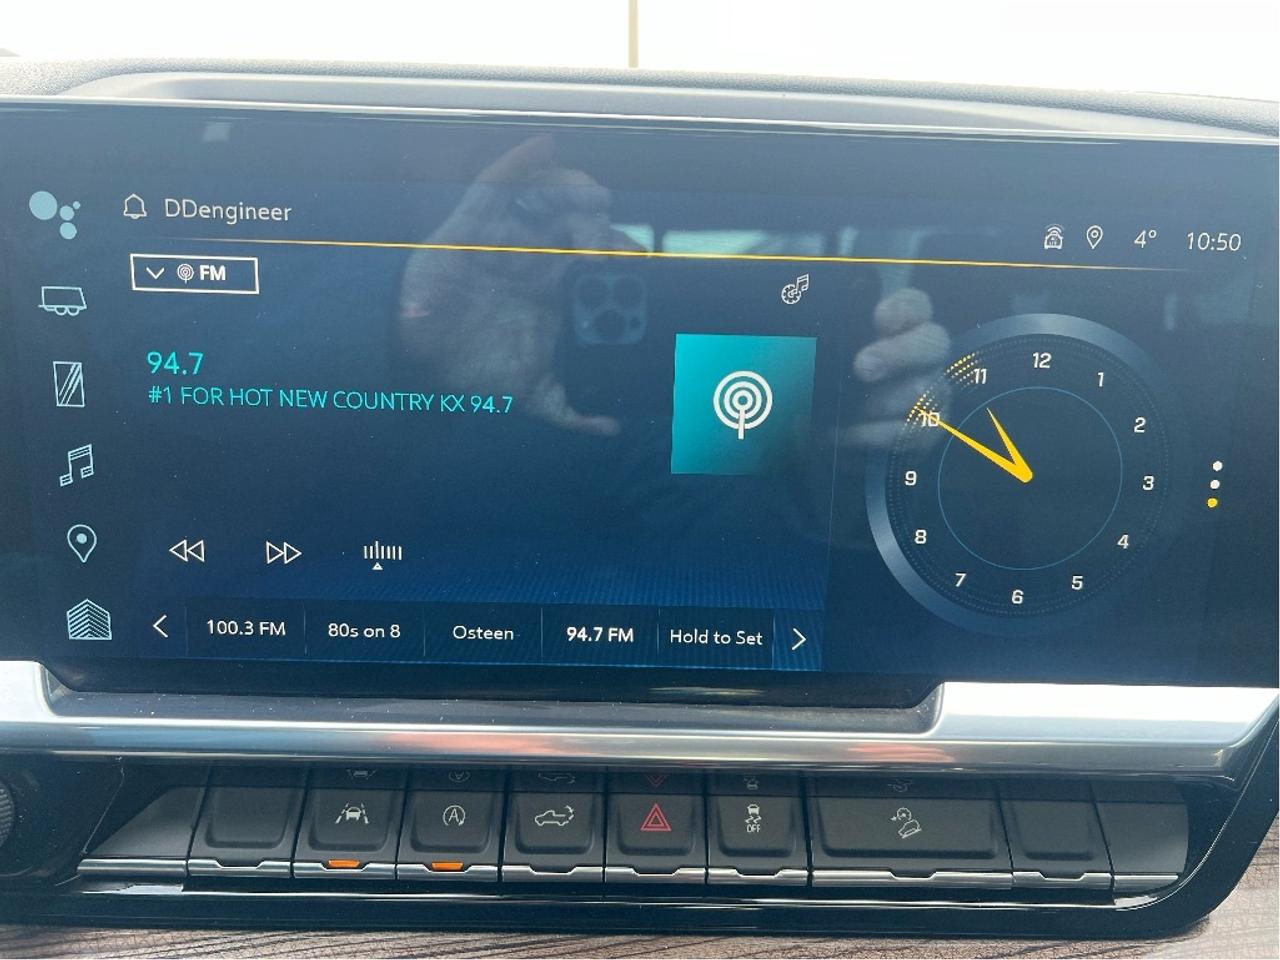 DDengineer
4° 10:50
FM
94.7
#1 FOR HOT NEW COUNTRY KX 94.7
12
1
2
3
4
5
6
7
8
9
10
11
100.3 FM 80s on 8 Osteen 94.7 FM Hold to Set
A OFF